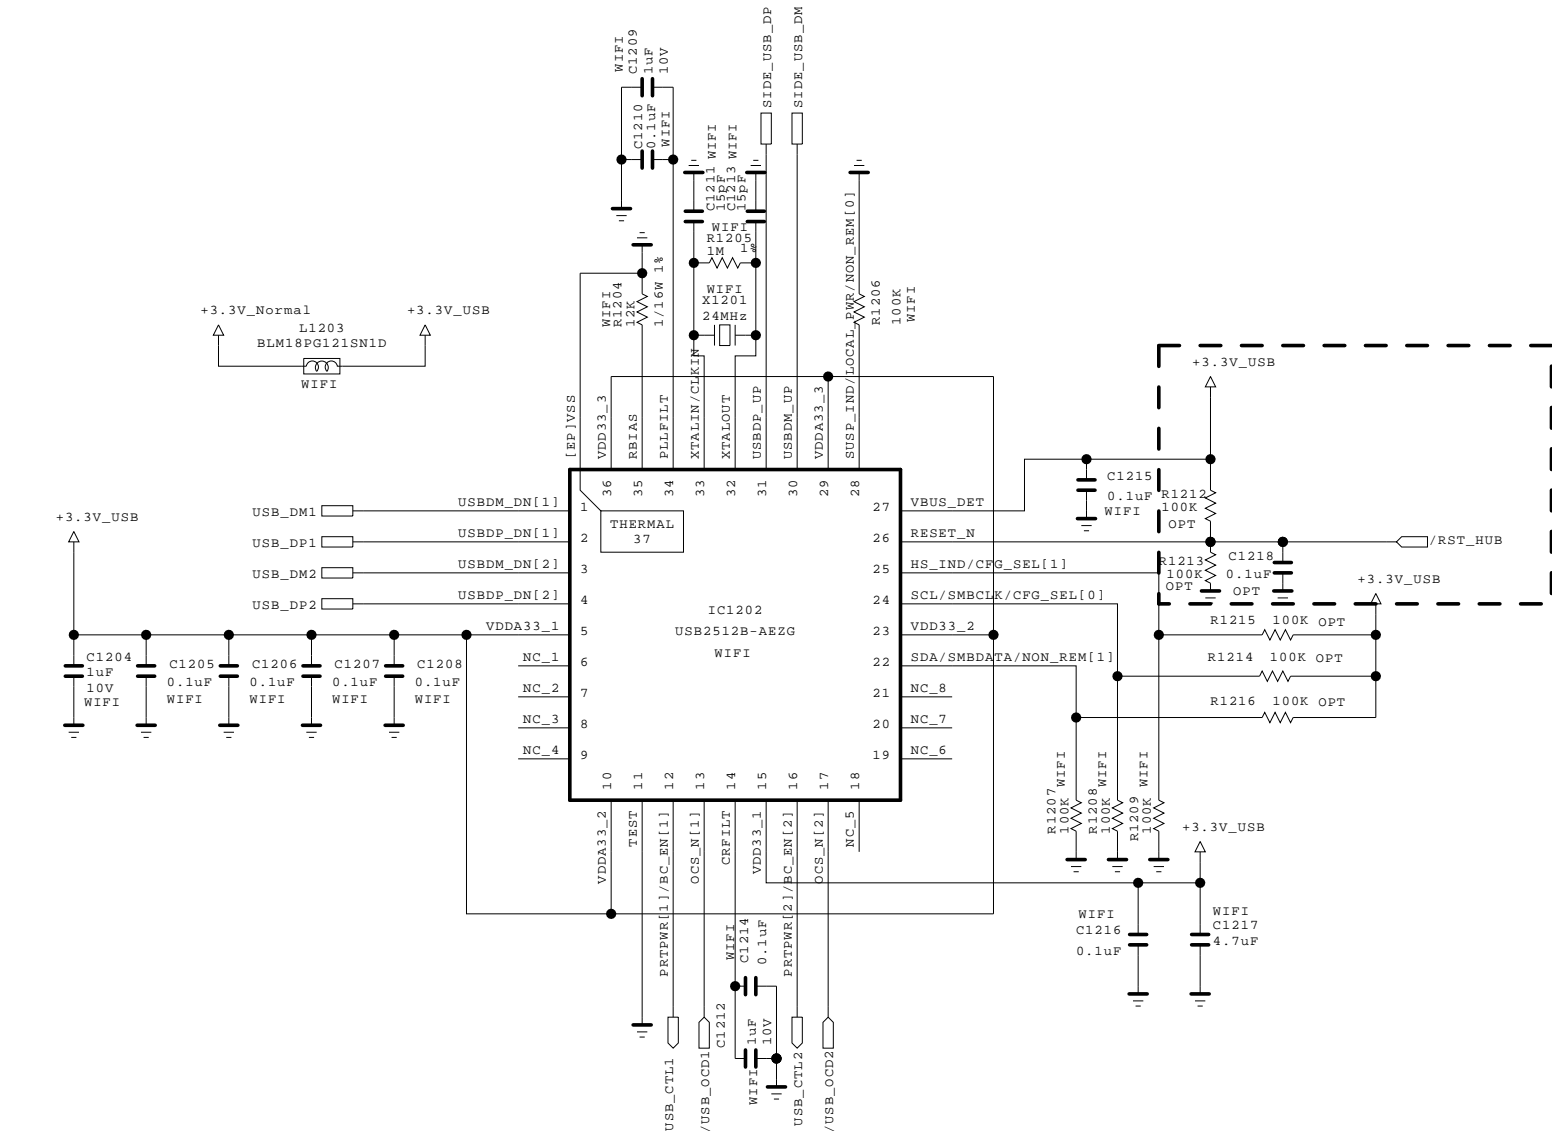 SIDE_USB_DP
SIDE_USB_DM
WIFI
C1209
1uF
10V
C1210
0.1uF
WIFI
C1211 WIFI
15pF
C1213 WIFI
15pF
WIFI
R1205
1M 1%
WIFI
R1204
12K
1/16W 1%
WIFI
X1201
24MHz
R1206
100K
WIFI
+3.3V_Normal
+3.3V_USB
L1203
BLM18PG121SN1D
WIFI
[EP]VSS
VDD33_3
RBIAS
PLLFILT
XTALIN/CLKIN
XTALOUT
USBDP_UP
USBDM_UP
VDDA33_3
SUSP_IND/LOCAL_PWR/NON_REM[0]
36
35
34
33
32
31
30
29
28
USB_DM1
USBDM_DN[1]
1
USB_DP1
USBDP_DN[1]
2
USB_DM2
USBDM_DN[2]
3
USB_DP2
USBDP_DN[2]
4
VDDA33_1
5
NC_1
6
NC_2
7
NC_3
8
NC_4
9
THERMAL
37
IC1202
USB2512B-AEZG
WIFI
27
VBUS_DET
26
RESET_N
25
HS_IND/CFG_SEL[1]
24
SCL/SMBCLK/CFG_SEL[0]
23
VDD33_2
22
SDA/SMBDATA/NON_REM[1]
21
NC_8
20
NC_7
19
NC_6
10
11
12
13
14
15
16
17
18
VDDA33_2
TEST
PRTPWR[1]/BC_EN[1]
OCS_N[1]
CRFILT
VDD33_1
PRTPWR[2]/BC_EN[2]
OCS_N[2]
NC_5
+3.3V_USB
C1204
1uF
10V
WIFI
C1205
0.1uF
WIFI
C1206
0.1uF
WIFI
C1207
0.1uF
WIFI
C1208
0.1uF
WIFI
+3.3V_USB
C1215
0.1uF
WIFI
R1212
100K
OPT
R1213
100K
OPT
C1218
0.1uF
OPT
/RST_HUB
+3.3V_USB
R1215 100K OPT
R1214 100K OPT
R1216 100K OPT
R1207
100K
WIFI
R1208
100K
WIFI
R1209
100K
WIFI
+3.3V_USB
WIFI
C1216
0.1uF
WIFI
C1217
4.7uF
WIFI
C1214
0.1uF
C1212
1uF
10V
WIFI
USB_CTL1
/USB_OCD1
USB_CTL2
/USB_OCD2